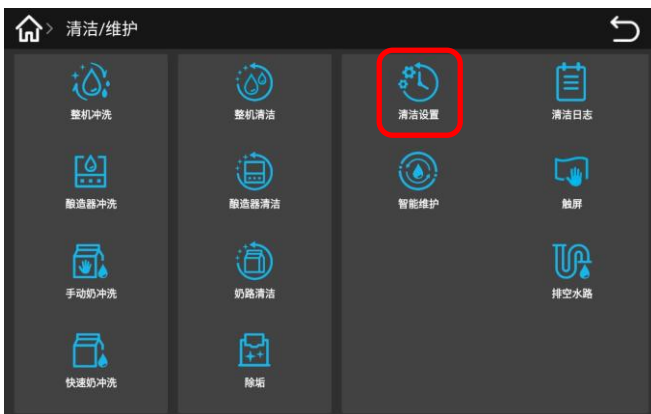 清洁/维护
整机冲洗
整机清洁
清洁设置
清洁日志
酿造器冲洗
酿造器清洁
智能维护
触屏
手动奶冲洗
奶路清洁
排空水路
快速奶冲洗
除垢